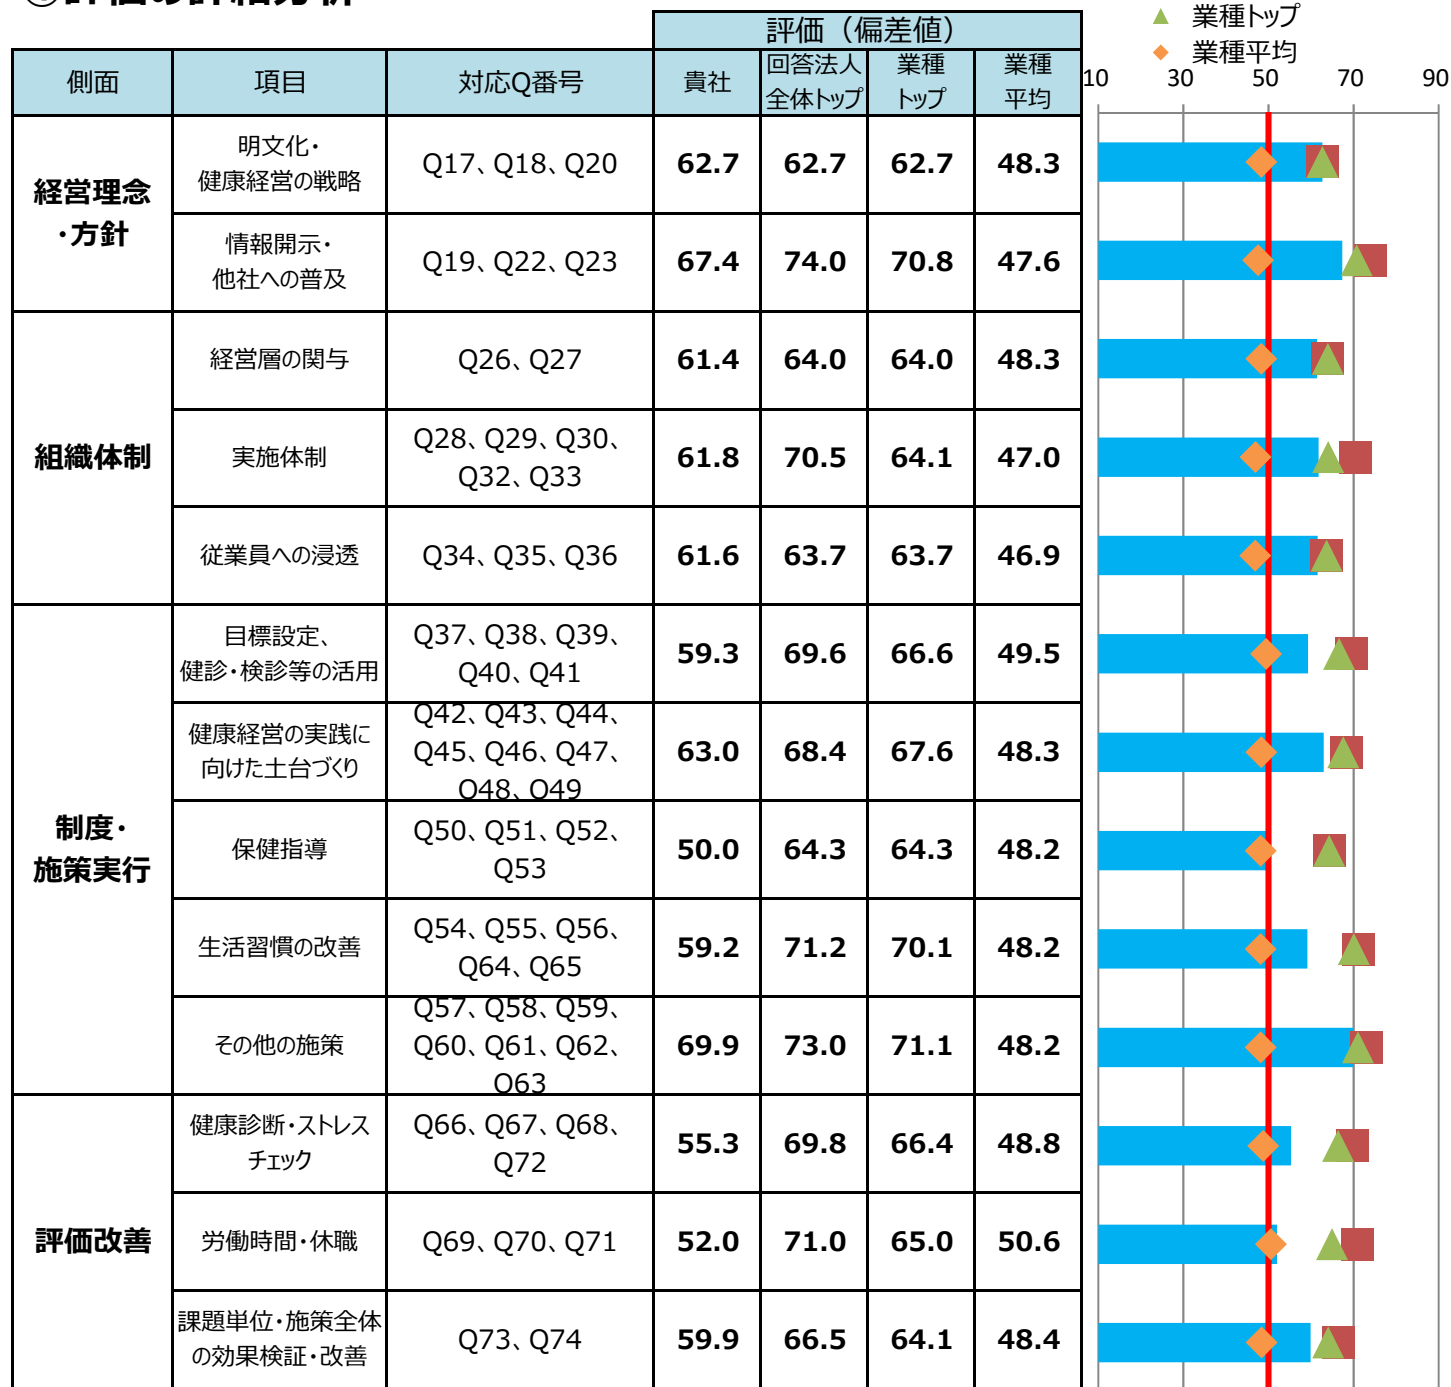 評価の詳細分析
▲ 業種トップ
◆ 業種平均
評価（偏差値）
側面 項目 対応Q番号 貴社 回答法人全体トップ 業種トップ 業種平均
10 30 50 70 90
経営理念・方針
明文化・健康経営の戦略 Q17、Q18、Q20 62.7 62.7 62.7 48.3
情報開示・他社への普及 Q19、Q22、Q23 67.4 74.0 70.8 47.6
組織体制
経営層の関与 Q26、Q27 61.4 64.0 64.0 48.3
実施体制 Q28、Q29、Q30、Q32、Q33 61.8 70.5 64.1 47.0
従業員への浸透 Q34、Q35、Q36 61.6 63.7 63.7 46.9
制度・施策実行
目標設定、健診・検診等の活用 Q37、Q38、Q39、Q40、Q41 59.3 69.6 66.6 49.5
健康経営の実践に向けた土台づくり Q42、Q43、Q44、Q45、Q46、Q47、Q48、Q49 63.0 68.4 67.6 48.3
保健指導 Q50、Q51、Q52、Q53 50.0 64.3 64.3 48.2
生活習慣の改善 Q54、Q55、Q56、Q64、Q65 59.2 71.2 70.1 48.2
その他の施策 Q57、Q58、Q59、Q60、Q61、Q62、Q63 69.9 73.0 71.1 48.2
評価改善
健康診断・ストレスチェック Q66、Q67、Q68、Q72 55.3 69.8 66.4 48.8
労働時間・休職 Q69、Q70、Q71 52.0 71.0 65.0 50.6
課題単位・施策全体の効果検証・改善 Q73、Q74 59.9 66.5 64.1 48.4